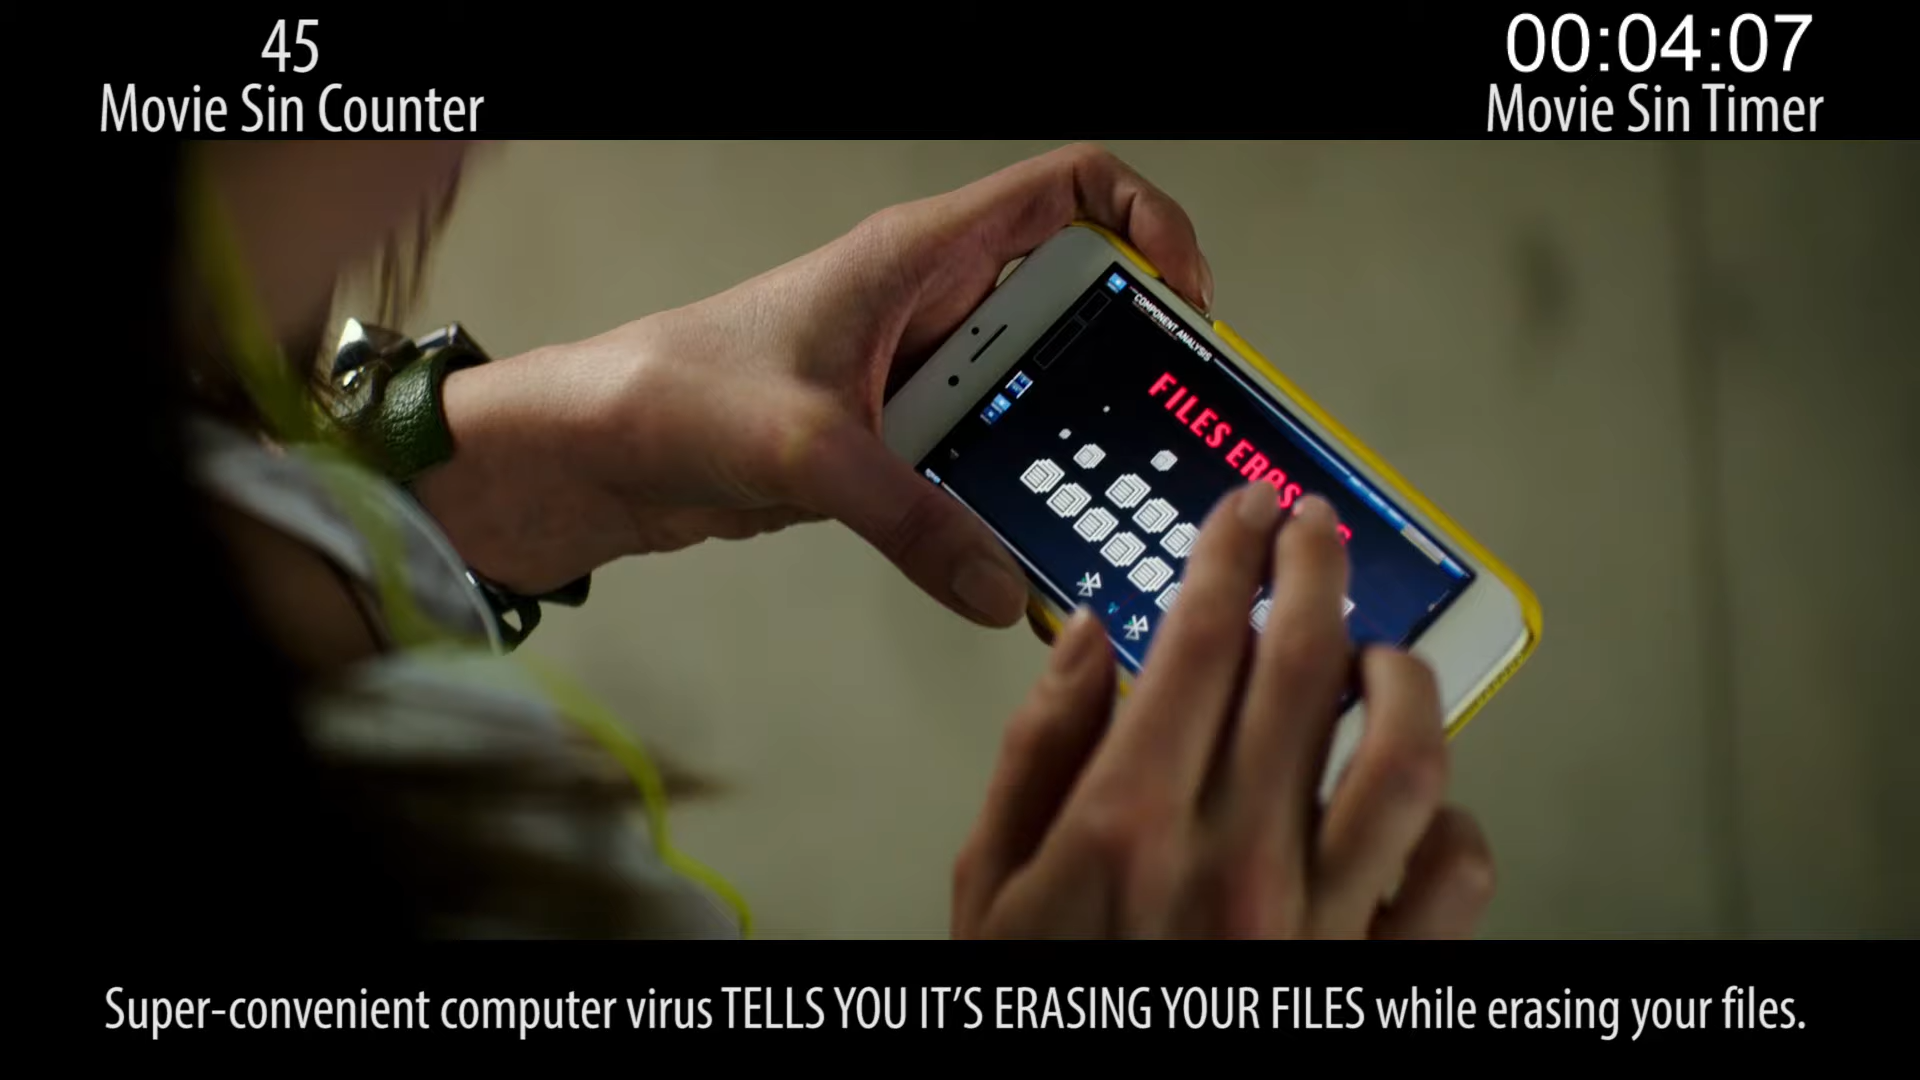 45
Movie Sin Counter
00:04:07
Movie Sin Timer
COMPONENT ANALYSIS
FILES
Super-convenient computer virus TELLS YOU IT'S ERASING YOUR FILES while erasing your files.